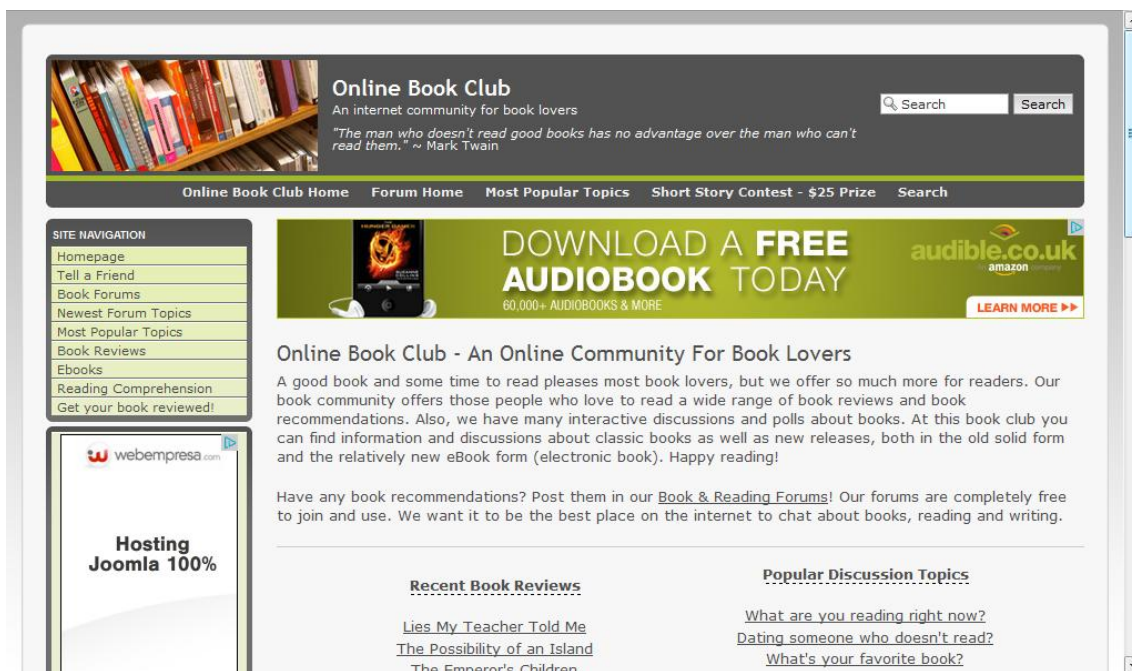 Online Book Club
An internet community for book lovers
"The man who doesn't read good books has no advantage over the man who can't
read them." ~ Mark Twain
Search
Search
Online Book Club Home Forum Home Most Popular Topics Short Story Contest - $25 Prize Search
SITE NAVIGATION
Homepage
Tell a Friend
Book Forums
Newest Forum Topics
Most Popular Topics
Book Reviews
Ebooks
Reading Comprehension
Get your book reviewed!
webempresa.com
Hosting
Joomla 100%
DOWNLOAD A FREE
AUDIOBOOK TODAY
60,000+ AUDIOBOOKS & MORE
audible.co.uk
an amazon company
LEARN MORE
Online Book Club - An Online Community For Book Lovers
A good book and some time to read pleases most book lovers, but we offer so much more for readers. Our
book community offers those people who love to read a wide range of book reviews and book
recommendations. Also, we have many interactive discussions and polls about books. At this book club you
can find information and discussions about classic books as well as new releases, both in the old solid form
and the relatively new eBook form (electronic book). Happy reading!
Have any book recommendations? Post them in our Book & Reading Forums! Our forums are completely free
to join and use. We want it to be the best place on the internet to chat about books, reading and writing.
Recent Book Reviews
Lies My Teacher Told Me
The Possibility of an Island
The Emperor's Children
Popular Discussion Topics
What are you reading right now?
Dating someone who doesn't read?
What's your favorite book?